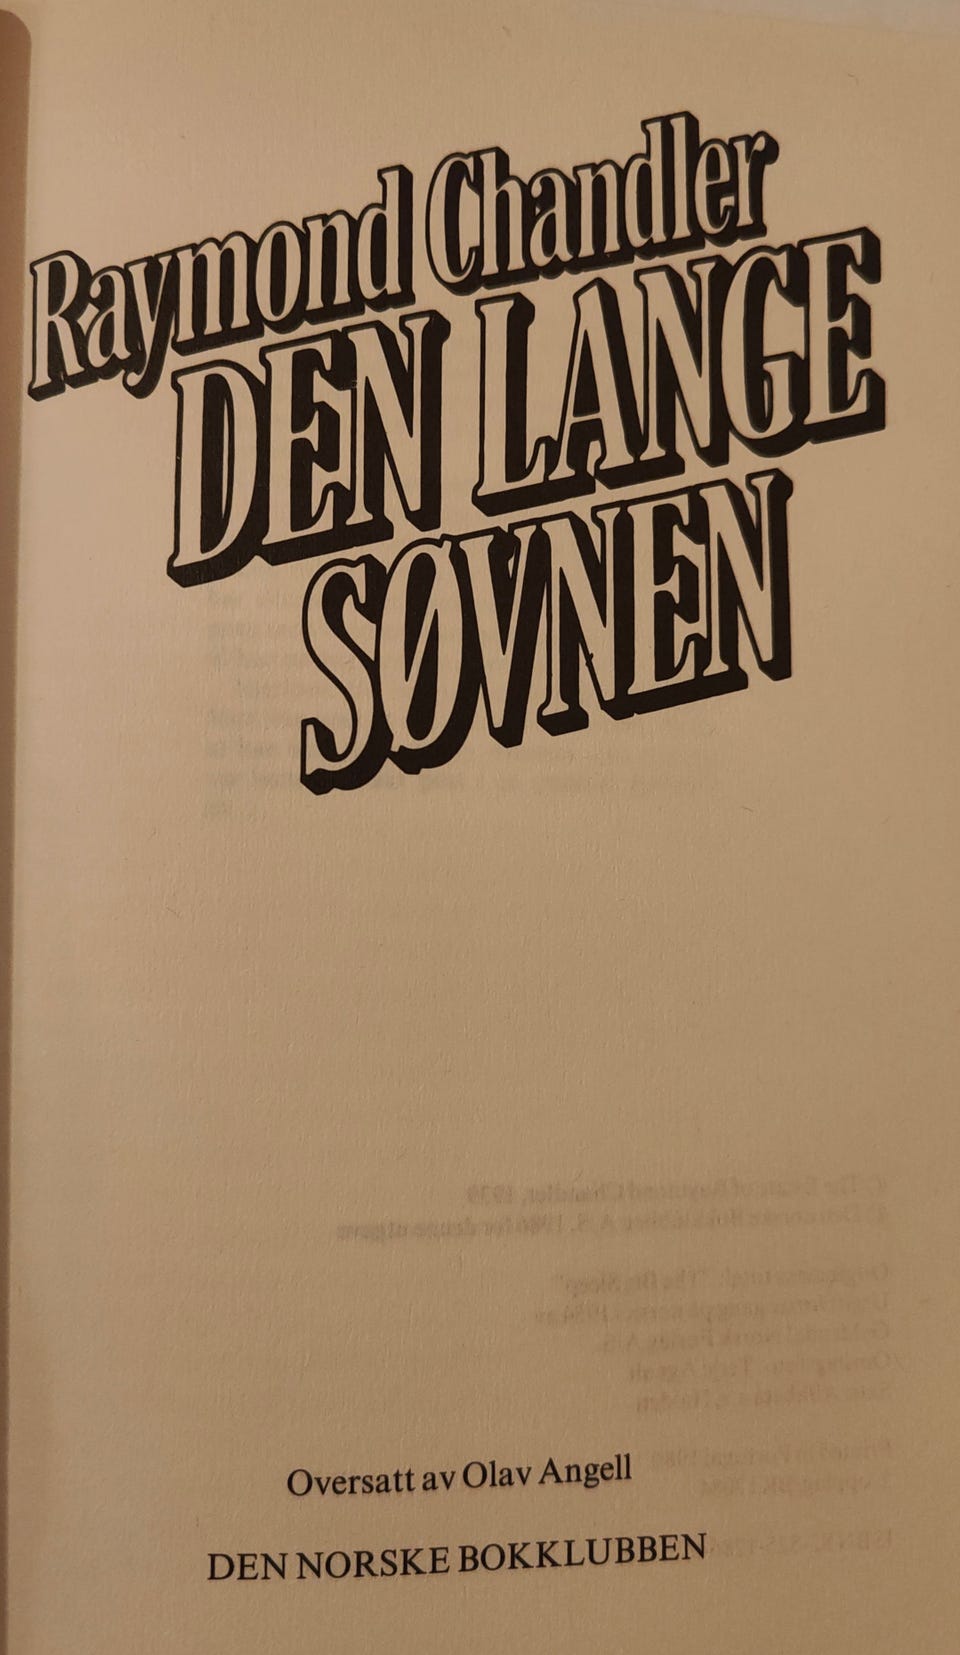 Raymond Chandler
DEN LANGE
SØVNEN
Oversatt av Olav Angell
DEN NORSKE BOKKLUBBEN